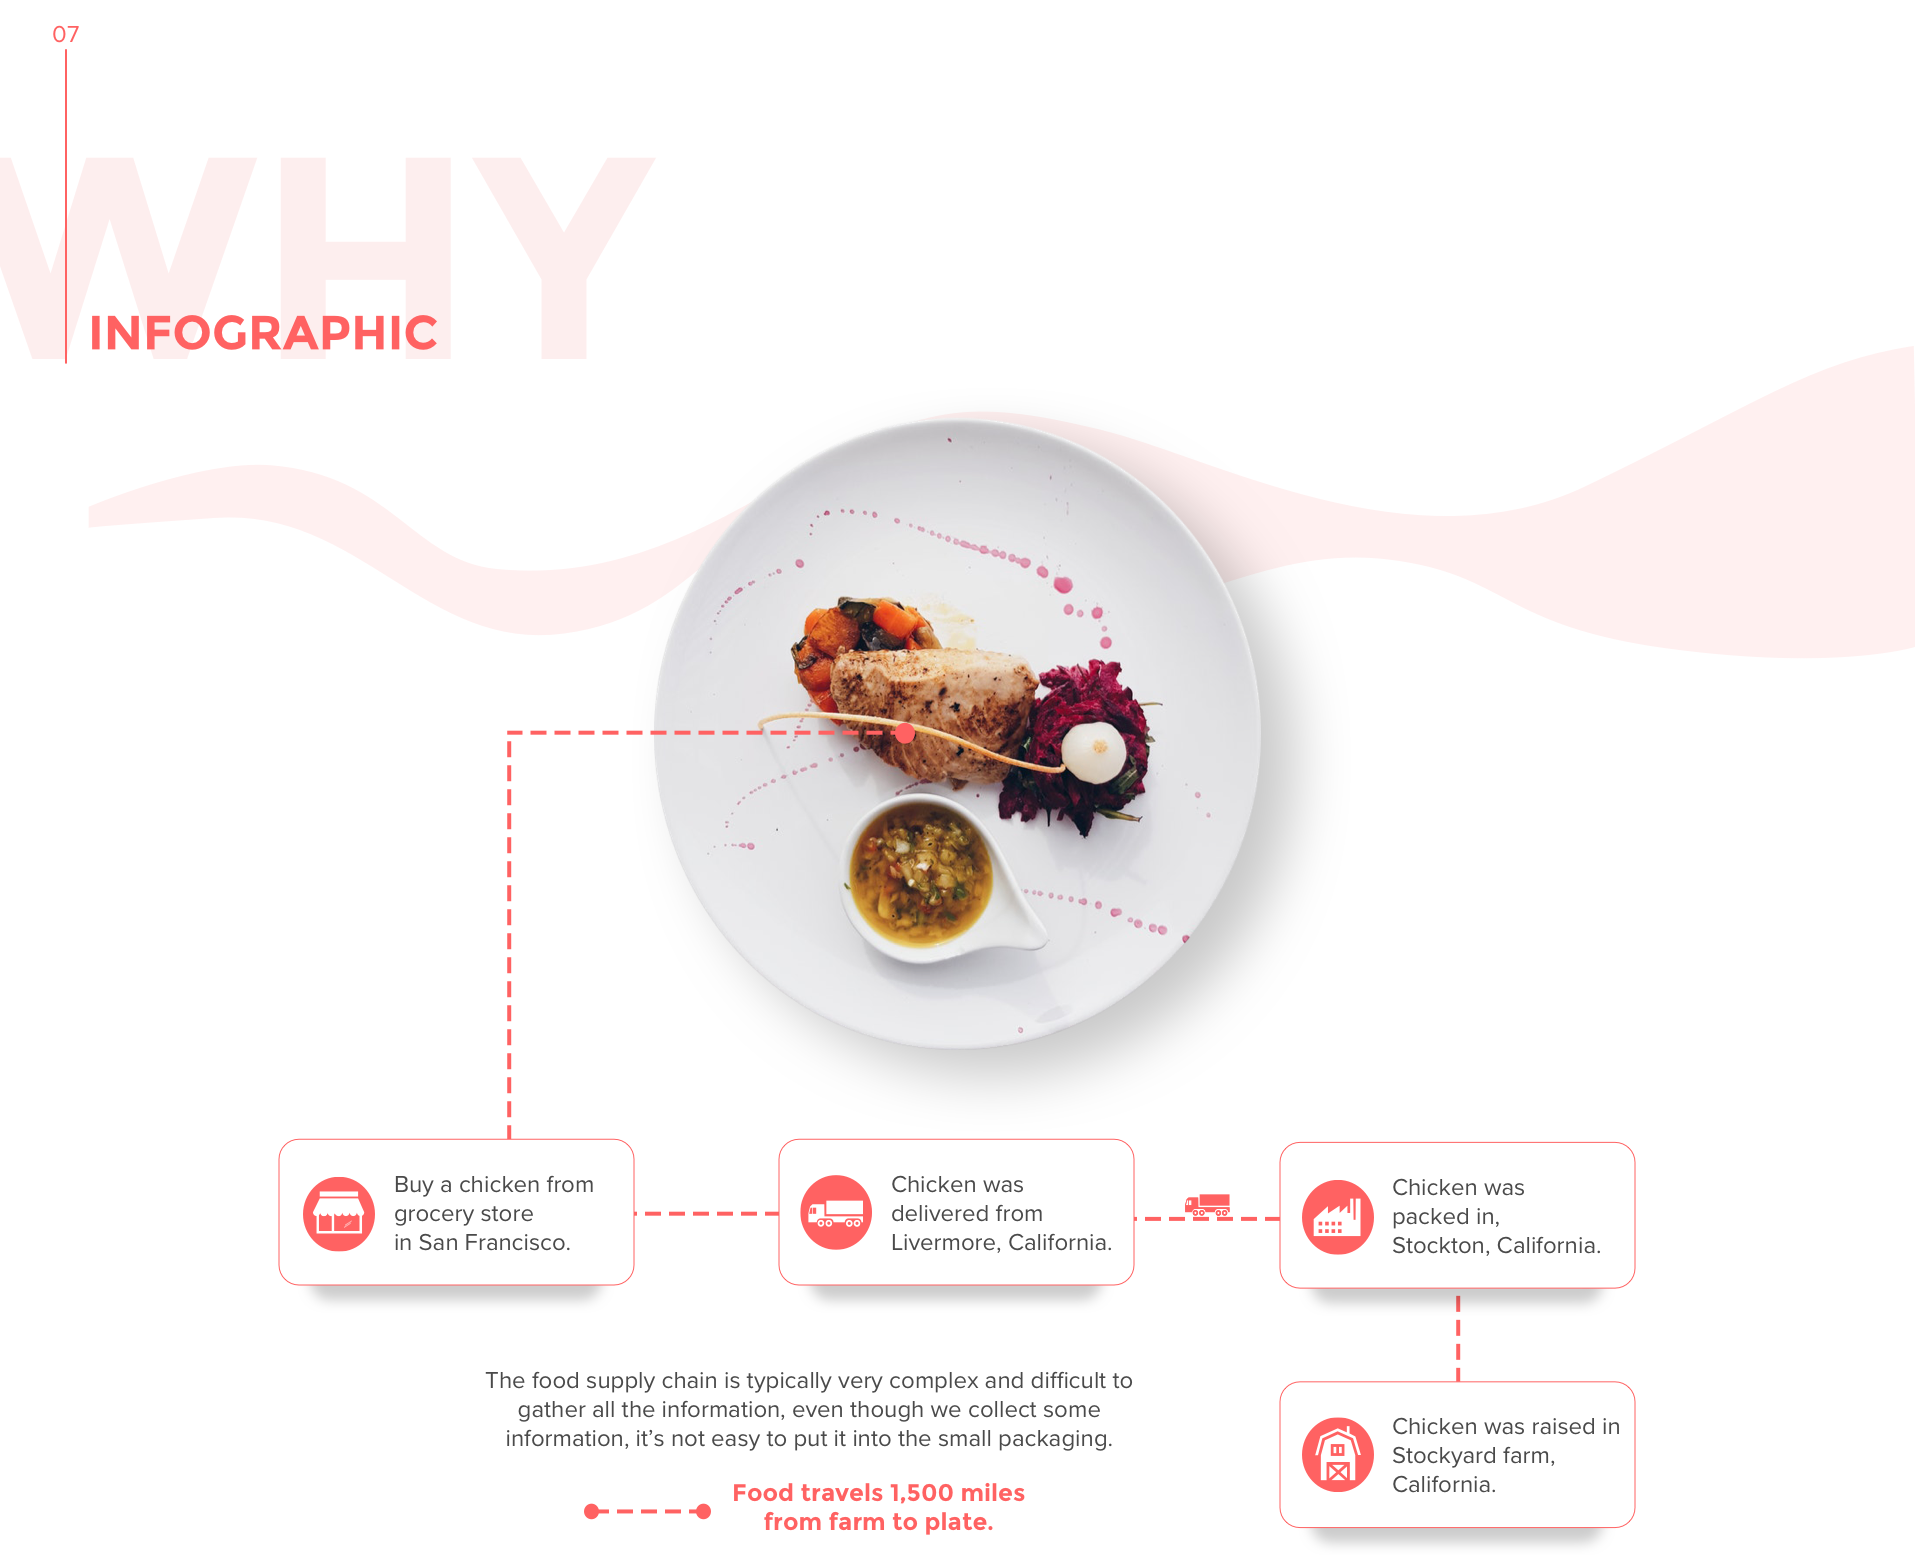 07
WHY
INFOGRAPHIC
Buy a chicken from
grocery store
in San Francisco.
Chicken was
delivered from
Livermore, California.
Chicken was
packed in,
Stockton, California.
Chicken was raised in
Stockyard farm,
California.
The food supply chain is typically very complex and difficult to
gather all the information, even though we collect some
information, it’s not easy to put it into the small packaging.
Food travels 1,500 miles
from farm to plate.